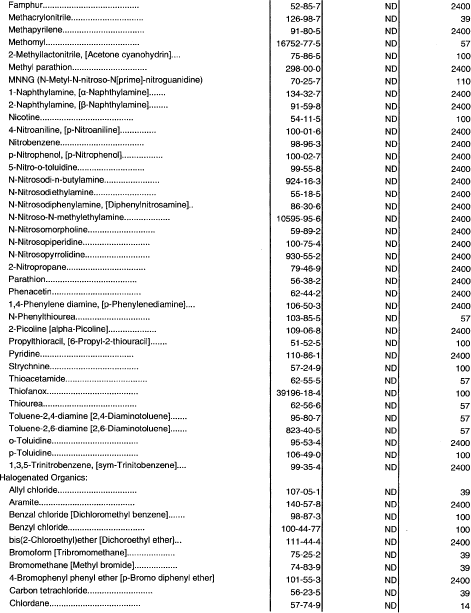 Famphur.......................................... 52-85-7 ND 2400
Methacrylonitrile................................ 126-98-7 ND 39
Methapyrilene.................................... 91-80-5 ND 2400
Methomyl......................................... 16752-77-5 ND 57
2-Methyllactonitrile, [Acetone cyanohydrin].... 75-86-5 ND 100
Methyl parathion................................. 298-00-0 ND 2400
MNNG (N-Metyl-N-nitroso-N[prime]-nitroguanidine) 70-25-7 ND 110
1-Naphthylamine, [α-Naphthylamine]....... 134-32-7 ND 2400
2-Naphthylamine, [β-Naphthylamine]........ 91-59-8 ND 2400
Nicotine......................................... 54-11-5 ND 100
4-Nitroaniline, [p-Nitroaniline]............... 100-01-6 ND 2400
Nitrobenzene..................................... 98-96-3 ND 2400
p-Nitrophenol, [p-Nitrophenol]................. 100-02-7 ND 2400
5-Nitro-o-toluidine.............................. 99-55-8 ND 2400
N-Nitrosodi-n-butylamine........................ 924-16-3 ND 2400
N-Nitrosodiethylamine........................... 55-18-5 ND 2400
N-Nitrosodiphenylamine, [Diphenylnitrosamine].. 86-30-6 ND 2400
N-Nitroso-N-methylethylamine.................... 10595-95-6 ND 2400
N-Nitrosomorpholine............................. 59-89-2 ND 2400
N-Nitrosopiperidine............................. 100-75-4 ND 2400
N-Nitrosopyrrolidine............................ 930-55-2 ND 2400
2-Nitropropane.................................. 79-46-9 ND 2400
Parathion....................................... 56-38-2 ND 2400
Phenacetin...................................... 62-44-2 ND 2400
1,4-Phenylene diamine, [p-Phenylenediamine].... 106-50-3 ND 2400
N-Phenylthiourea................................ 103-85-5 ND 57
2-Picoline [alpha-Picoline]..................... 109-06-8 ND 2400
Propylthioracil, [6-Propyl-2-thiouracil]....... 51-52-5 ND 100
Pyridine........................................ 110-86-1 ND 2400
Strychnine...................................... 57-24-9 ND 100
Thioacetamide................................... 62-55-5 ND 57
Thiofanox....................................... 39196-18-4 ND 100
Thiourea........................................ 62-56-6 ND 57
Toluene-2,4-diamine [2,4-Diaminotoluene]....... 95-80-7 ND 57
Toluene-2,6-diamine [2,6-Diaminotoluene]....... 823-40-5 ND 57
o-Toluidine..................................... 95-53-4 ND 2400
p-Toluidine..................................... 106-49-0 ND 100
1,3,5-Trinitrobenzene, [sym-Trinitobenzene].... 99-35-4 ND 2400
Halogenated Organics:
Allyl chloride.................................. 107-05-1 ND 39
Aramite......................................... 140-57-8 ND 2400
Benzal chloride [Dichloromethyl benzene]....... 98-87-3 ND 100
Benzyl chloride................................. 100-44-77 ND 100
bis(2-Chloroethyl)ether [Dichoroethyl ether]... 111-44-4 ND 2400
Bromoform [Tribromomethane]..................... 75-25-2 ND 39
Bromomethane [Methyl bromide]................... 74-83-9 ND 39
4-Bromophenyl phenyl ether [p-Bromo diphenyl ether] 101-55-3 ND 2400
Carbon tetrachloride............................ 56-23-5 ND 39
Chlordane....................................... 57-74-9 ND 14